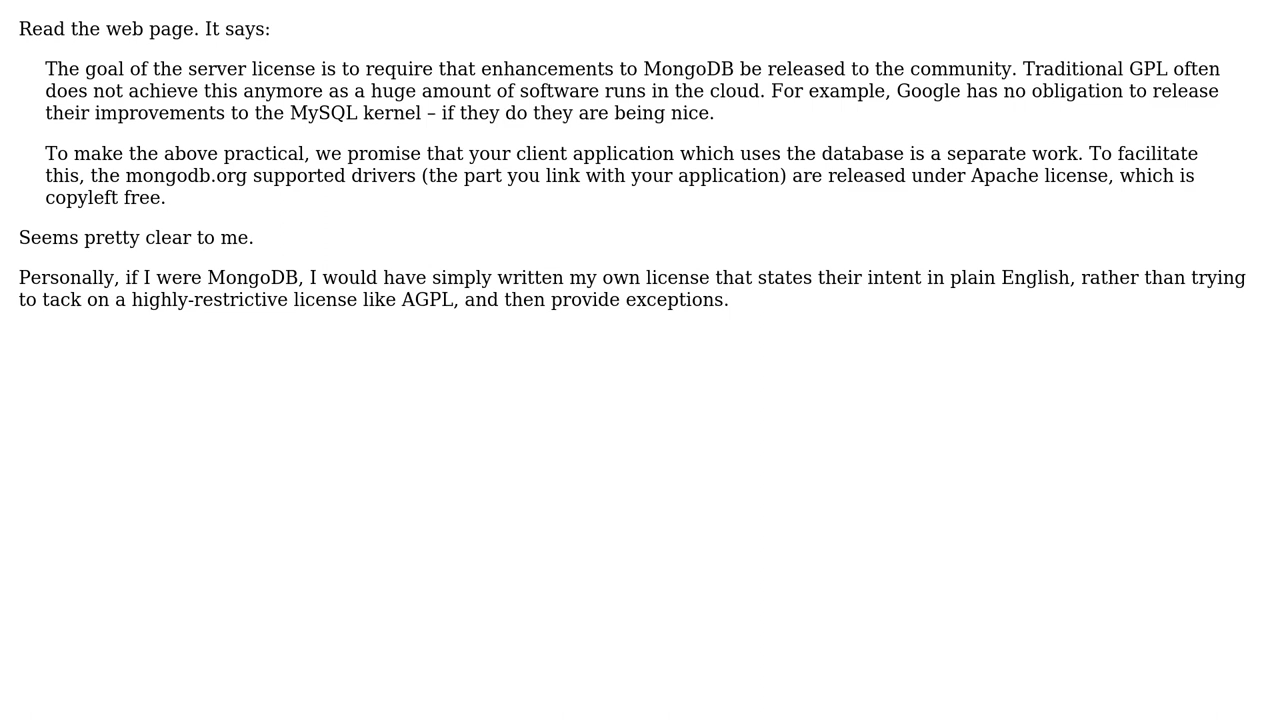 Read the web page. It says:
The goal of the server license is to require that enhancements to MongoDB be released to the community. Traditional GPL often
does not achieve this anymore as a huge amount of software runs in the cloud. For example, Google has no obligation to release
their improvements to the MySQL kernel – if they do they are being nice.
To make the above practical, we promise that your client application which uses the database is a separate work. To facilitate
this, the mongodb.org supported drivers (the part you link with your application) are released under Apache license, which is
copyleft free.
Seems pretty clear to me.
Personally, if I were MongoDB, I would have simply written my own license that states their intent in plain English, rather than trying
to tack on a highly-restrictive license like AGPL, and then provide exceptions.